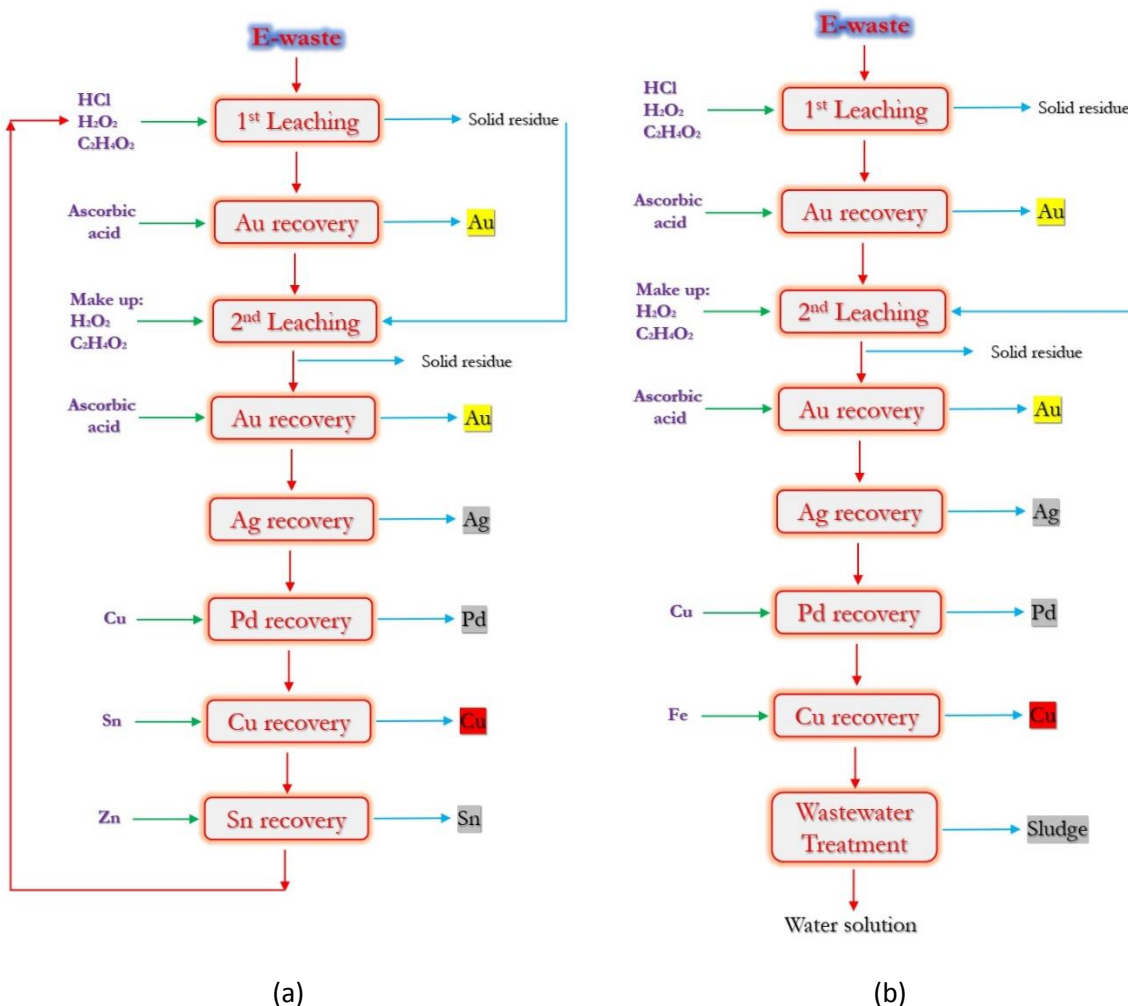 E-waste
HCl
H₂O₂
C₂H₄O₂
1st Leaching
Solid residue
Ascorbic
acid
Au recovery
Au
Make up:
H₂O₂
C₂H₄O₂
2nd Leaching
Solid residue
Ascorbic
acid
Au recovery
Au
Ag recovery
Ag
Cu
Pd recovery
Pd
Sn
Cu recovery
Cu
Zn
Sn recovery
Sn
(a)
E-waste
HCl
H₂O₂
C₂H₄O₂
1st Leaching
Solid residue
Ascorbic
acid
Au recovery
Au
Make up:
H₂O₂
C₂H₄O₂
2nd Leaching
Solid residue
Ascorbic
acid
Au recovery
Au
Ag recovery
Ag
Cu
Pd recovery
Pd
Fe
Cu recovery
Cu
Wastewater
Treatment
Sludge
Water solution
(b)